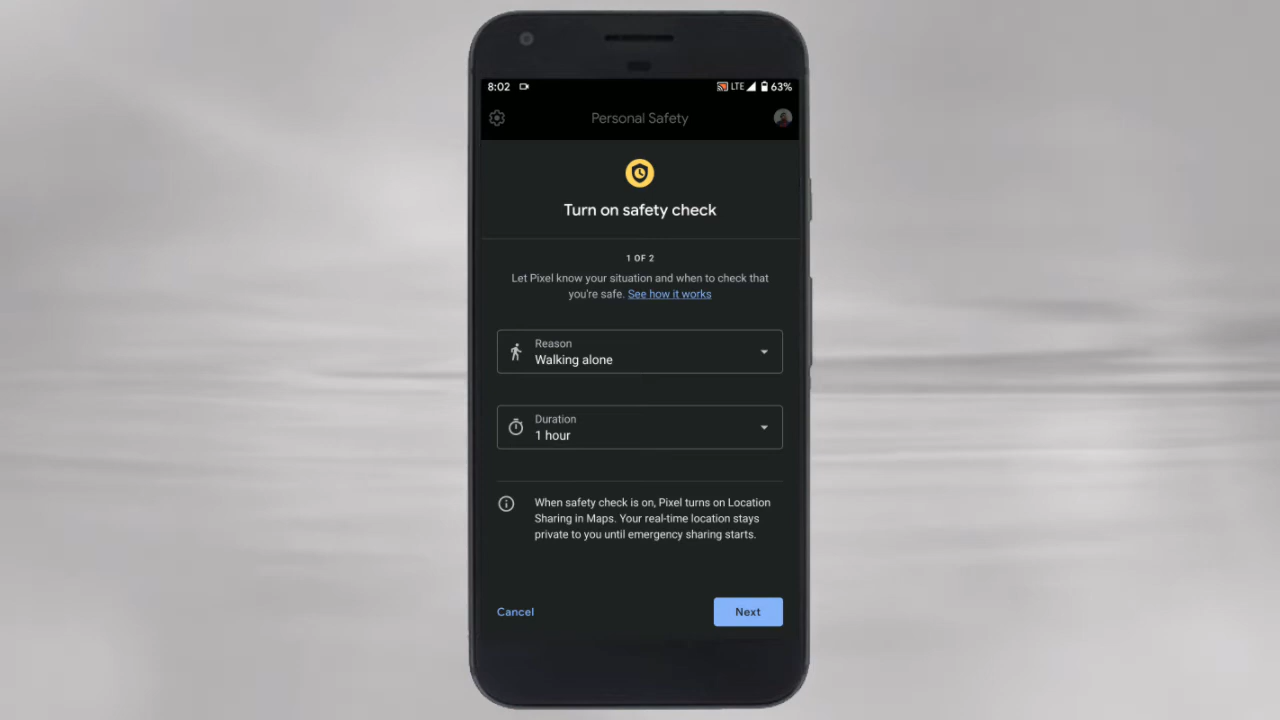 8:02 LTE 63%
Personal Safety
Turn on safety check
1 OF 2
Let Pixel know your situation and when to check that
you're safe. See how it works
Reason
Walking alone
Duration
1 hour
When safety check is on, Pixel turns on Location
Sharing in Maps. Your real-time location stays
private to you until emergency sharing starts.
Cancel
Next